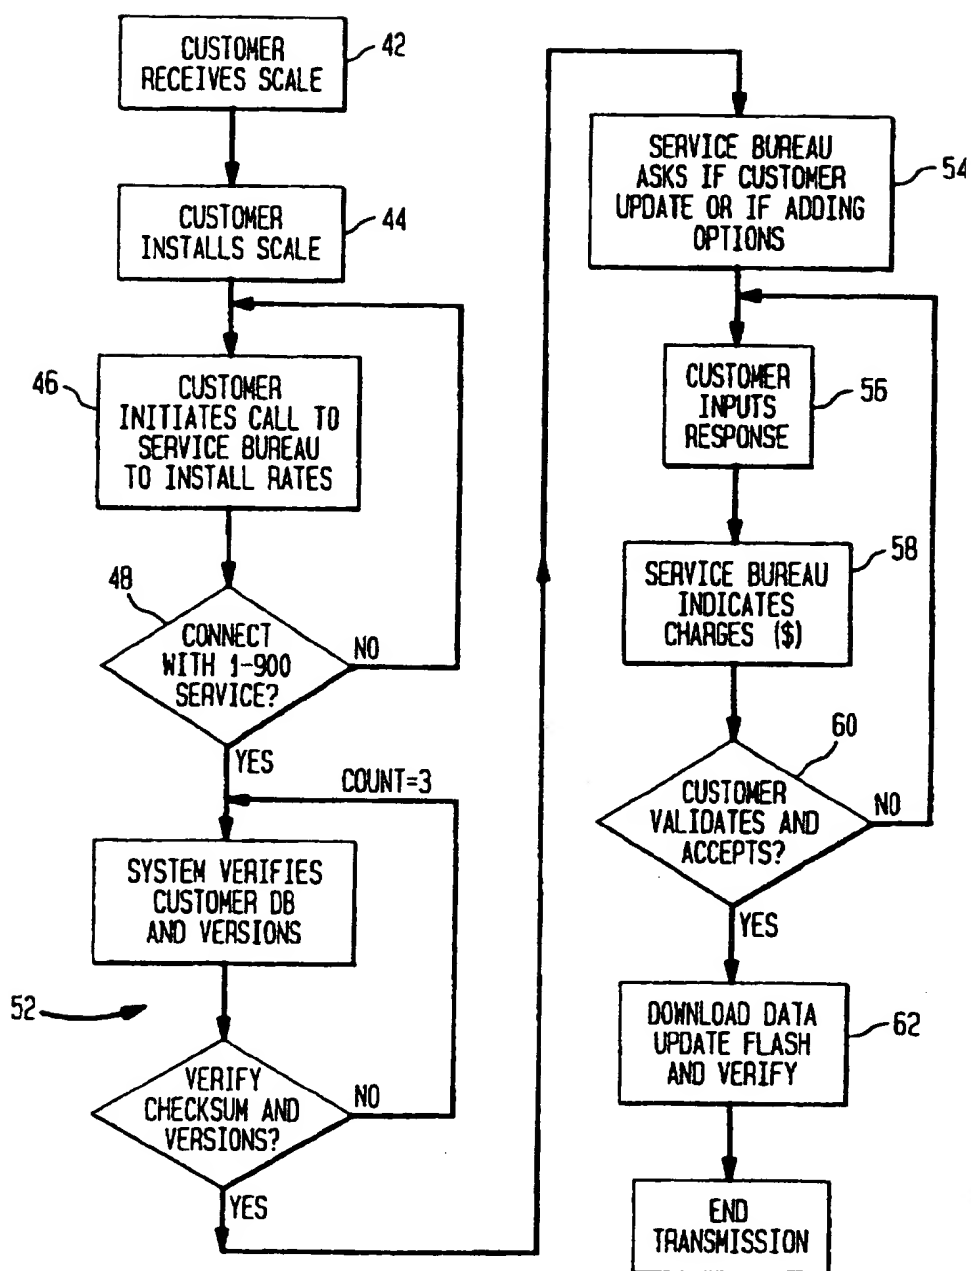 CUSTOMER
RECEIVES SCALE
42
CUSTOMER
INSTALLS SCALE
44
46
CUSTOMER
INITIATES CALL TO
SERVICE BUREAU
TO INSTALL RATES
48
CONNECT
WITH 1-900
SERVICE?
NO
YES
COUNT=3
SYSTEM VERIFIES
CUSTOMER DB
AND VERSIONS
52
VERIFY
CHECKSUM AND
VERSIONS?
NO
YES
SERVICE BUREAU
ASKS IF CUSTOMER
UPDATE OR IF ADDING
OPTIONS
54
CUSTOMER
INPUTS
RESPONSE
56
SERVICE BUREAU
INDICATES
CHARGES ($)
58
60
CUSTOMER
VALIDATES AND
ACCEPTS?
NO
YES
DOWNLOAD DATA
UPDATE FLASH
AND VERIFY
62
END
TRANSMISSION